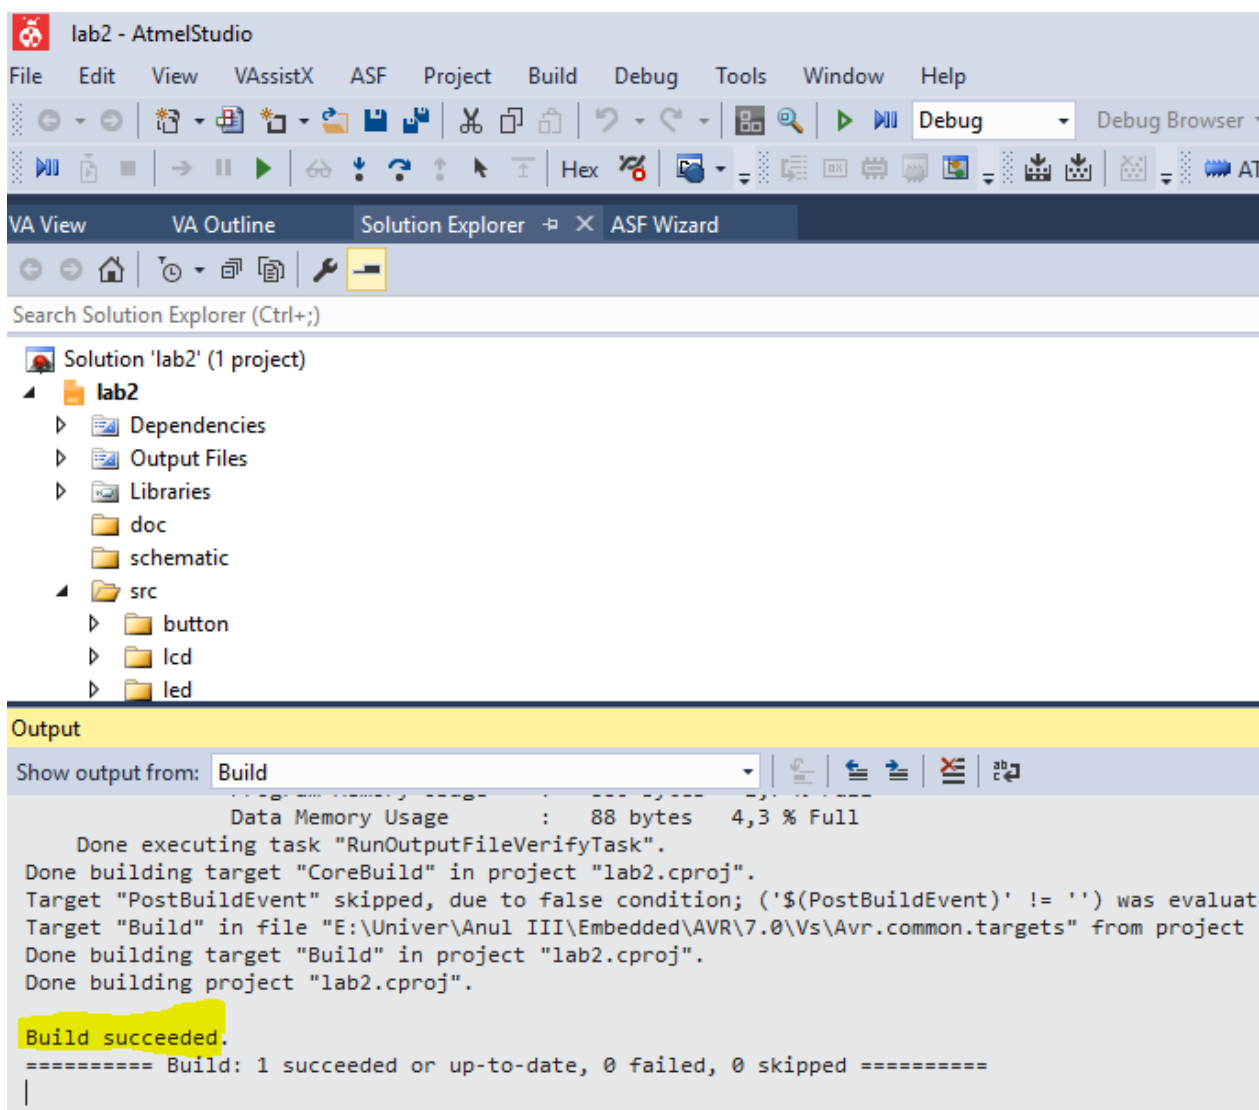 lab2 - AtmelStudio
File Edit View VAssistX ASF Project Build Debug Tools Window Help
Debug Debug Browser
Hex AT
VA View VA Outline Solution Explorer ASF Wizard
Search Solution Explorer (Ctrl+;)
Solution 'lab2' (1 project)
lab2
Dependencies
Output Files
Libraries
doc
schematic
src
button
lcd
led
Output
Show output from: Build
Program Memory Usage : bytes % Full
Data Memory Usage : 88 bytes 4,3 % Full
Done executing task "RunOutputFileVerifyTask".
Done building target "CoreBuild" in project "lab2.cproj".
Target "PostBuildEvent" skipped, due to false condition; ('$(PostBuildEvent)' != '') was evaluat
Target "Build" in file "E:\Univer\Anul III\Embedded\AVR\7.0\Vs\Avr.common.targets" from project
Done building target "Build" in project "lab2.cproj".
Done building project "lab2.cproj".
Build succeeded.
========== Build: 1 succeeded or up-to-date, 0 failed, 0 skipped ==========